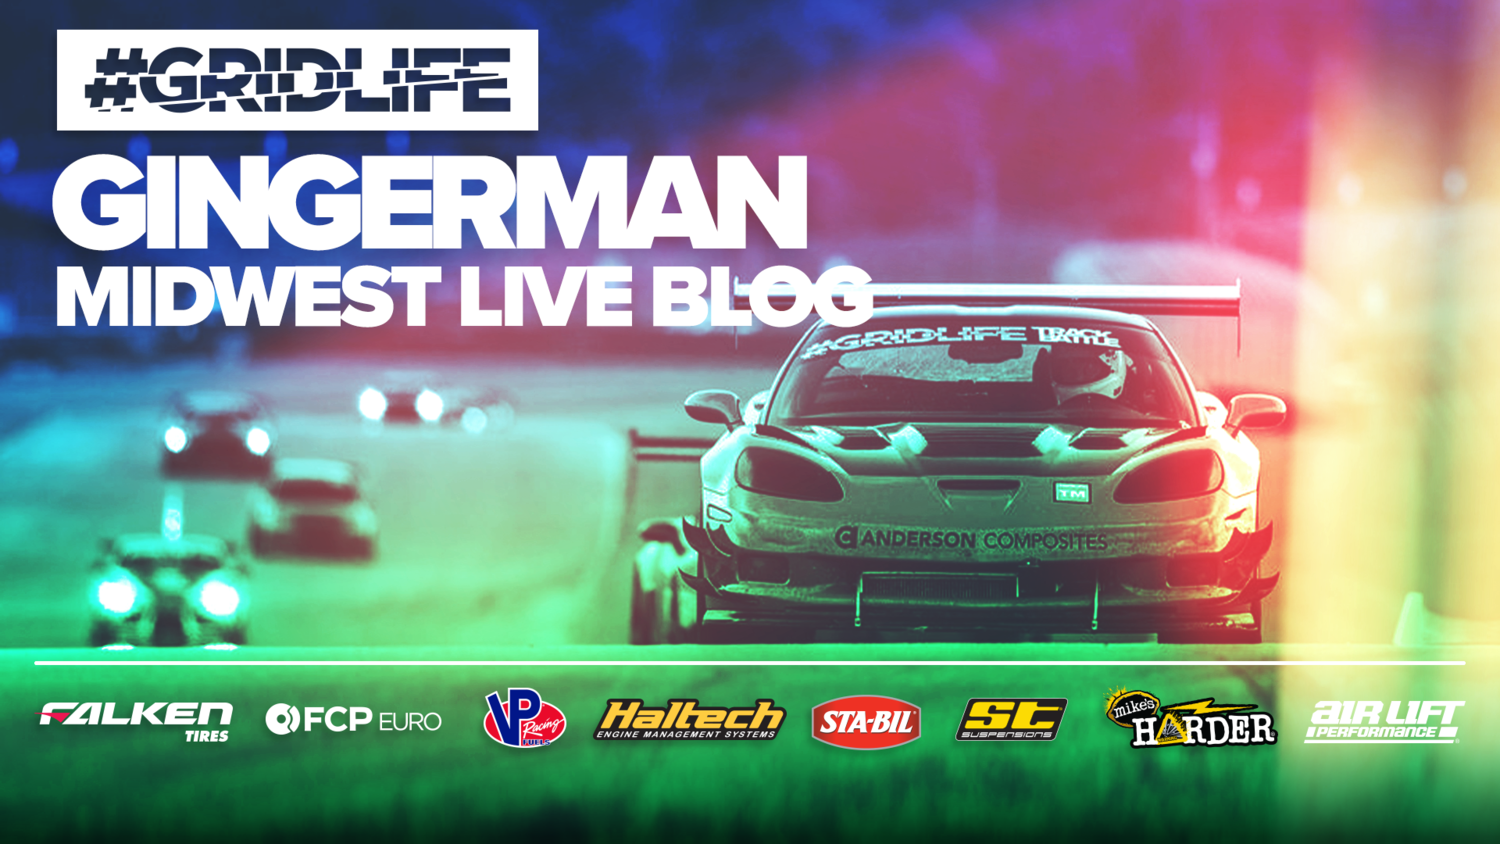 #GRIDLIFE
GINGERMAN
MIDWEST LIVE BLOG
#GRIDLIFE TRACK BATTLE
TM
ANDERSON COMPOSITES
FALKEN TIRES
FCP EURO
VP Racing FUELS
Haltech ENGINE MANAGEMENT SYSTEMS
STA-BIL
ST SUSPENSIONS
mike's HARDER
AIR LIFT PERFORMANCE